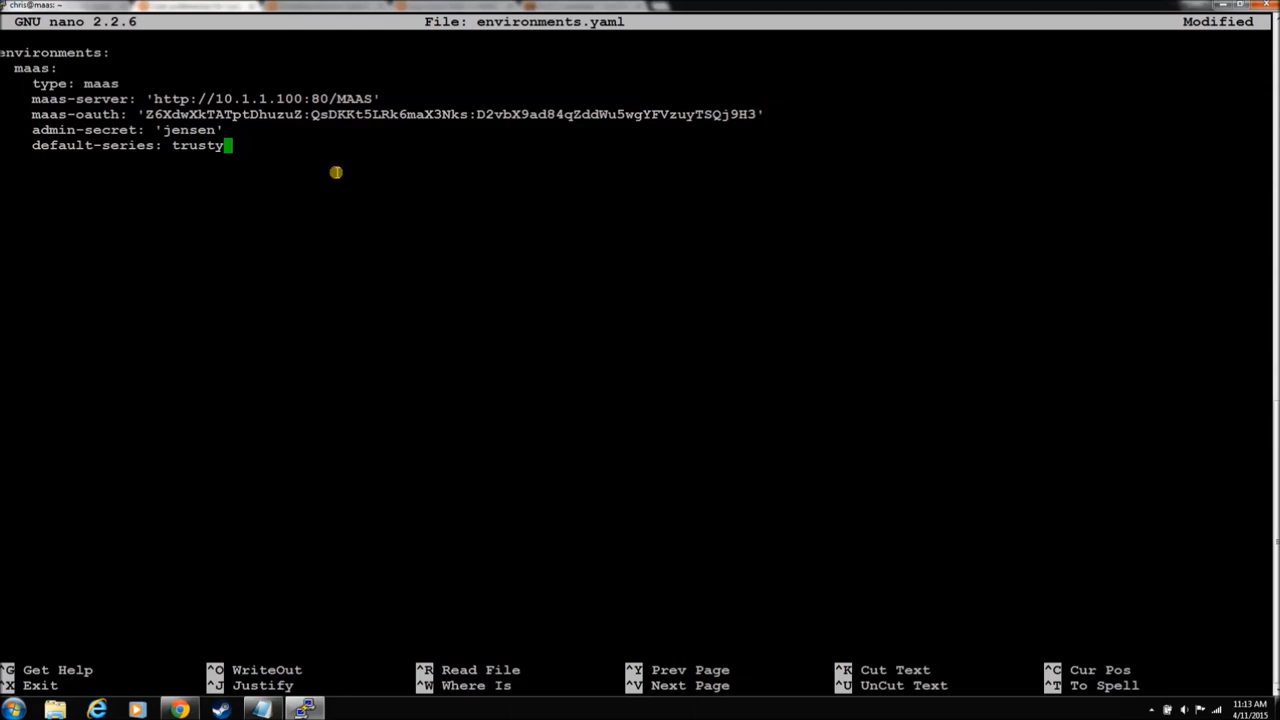 chris@maas: ~
GNU nano 2.2.6 File: environments.yaml Modified
environments:
maas:
type: maas
maas-server: 'http://10.1.1.100:80/MAAS'
maas-oauth: 'Z6XdwXkTATptDhuzuZ:QsDKKt5LRk6maX3Nks:D2vbX9ad84qZddWu5wgYFVzuyTSQj9H3'
admin-secret: 'jensen'
default-series: trusty
^G Get Help ^O WriteOut ^R Read File ^Y Prev Page ^K Cut Text ^C Cur Pos
^X Exit ^J Justify ^W Where Is ^V Next Page ^U UnCut Text ^T To Spell
11:13 AM
4/11/2015